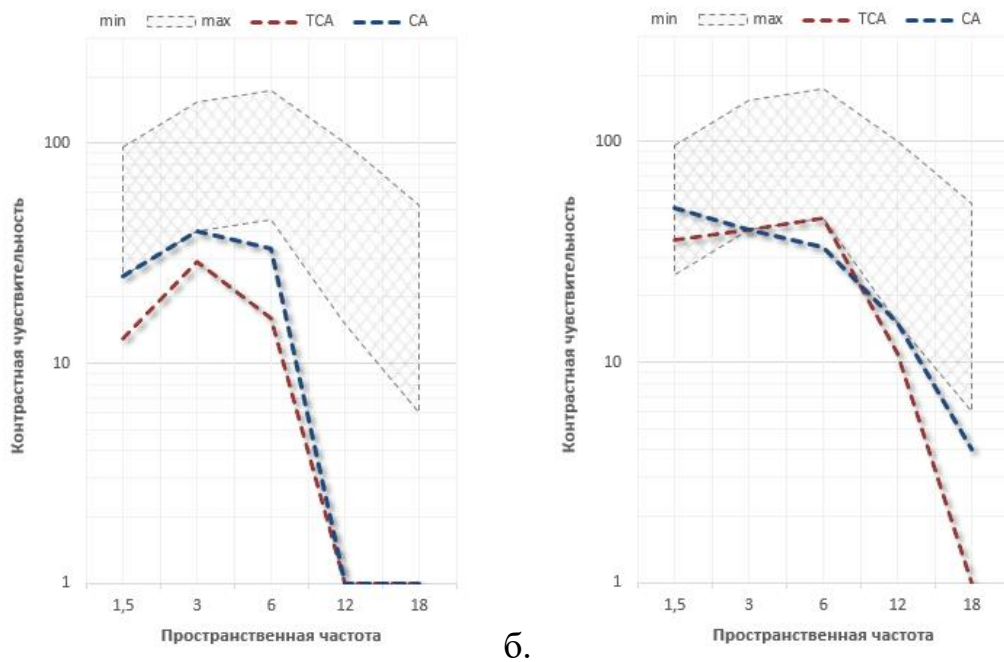 min max TCA CA
100
10
1
1,5 3 6 12 18
Контрастная чувствительность
Пространственная частота
б.
min max TCA CA
100
10
1
1,5 3 6 12 18
Контрастная чувствительность
Пространственная частота